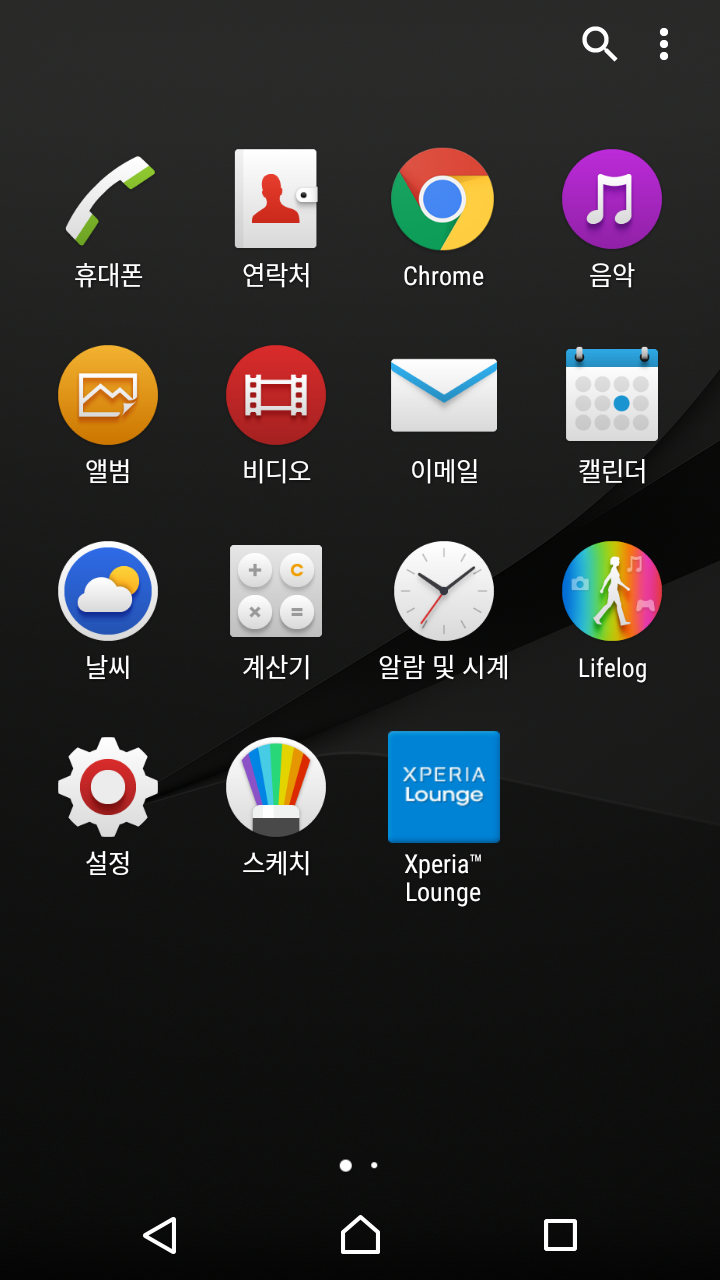 휴대폰
연락처
Chrome
음악
앨범
비디오
이메일
캘린더
C
날씨
계산기
알람 및 시계
Lifelog
XPERIA
Lounge
설정
스케치
Xperia™
Lounge